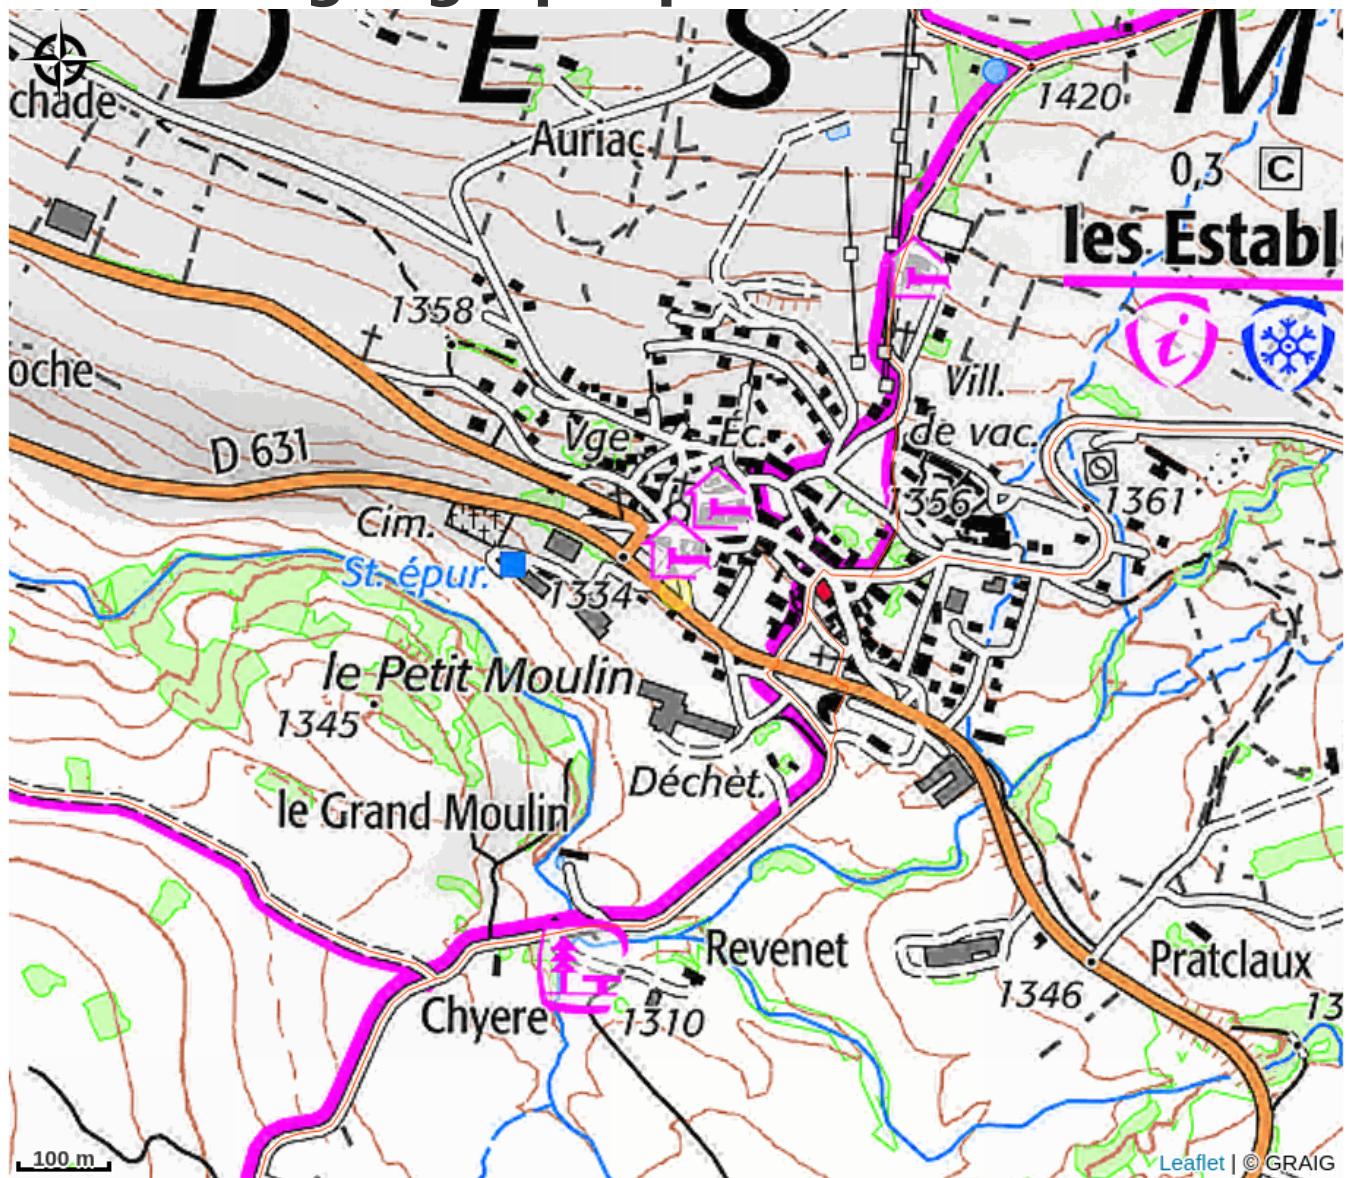 D E S M
chade
1420
Auriac
0,3 C
les Establ
1358
i
oche
Vill.
D 631
Vge
Éc.
de vac.
1356
1361
Cim.
St. épur.
1334
le Petit Moulin
1345
Déchèt.
le Grand Moulin
Revenet
Pratclaux
1346
13
Chyere
1310
100 m
Leaflet | © GRAIG